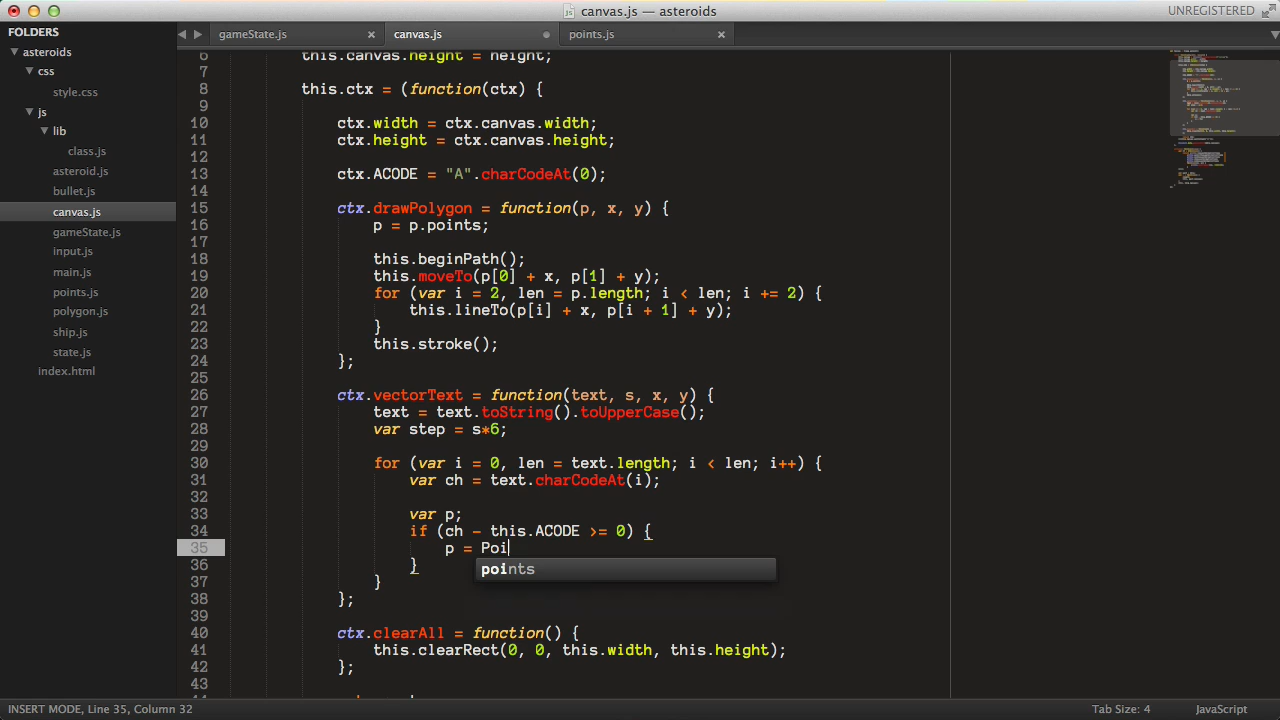 canvas.js — asteroids
UNREGISTERED
FOLDERS
asteroids
css
style.css
js
lib
class.js
asteroid.js
bullet.js
canvas.js
gameState.js
input.js
main.js
points.js
polygon.js
ship.js
state.js
index.html
gameState.js
canvas.js
points.js
6 this.canvas.height = height;
7
8 this.ctx = (function(ctx) {
9
10 ctx.width = ctx.canvas.width;
11 ctx.height = ctx.canvas.height;
12
13 ctx.ACODE = "A".charCodeAt(0);
14
15 ctx.drawPolygon = function(p, x, y) {
16 p = p.points;
17
18 this.beginPath();
19 this.moveTo(p[0] + x, p[1] + y);
20 for (var i = 2, len = p.length; i < len; i += 2) {
21 this.lineTo(p[i] + x, p[i + 1] + y);
22 }
23 this.stroke();
24 };
25
26 ctx.vectorText = function(text, s, x, y) {
27 text = text.toString().toUpperCase();
28 var step = s*6;
29
30 for (var i = 0, len = text.length; i < len; i++) {
31 var ch = text.charCodeAt(i);
32
33 var p;
34 if (ch - this.ACODE >= 0) {
35 p = Poi
points
36 }
37 }
38 };
39
40 ctx.clearAll = function() {
41 this.clearRect(0, 0, this.width, this.height);
42 };
43
INSERT MODE, Line 35, Column 32
Tab Size: 4
JavaScript